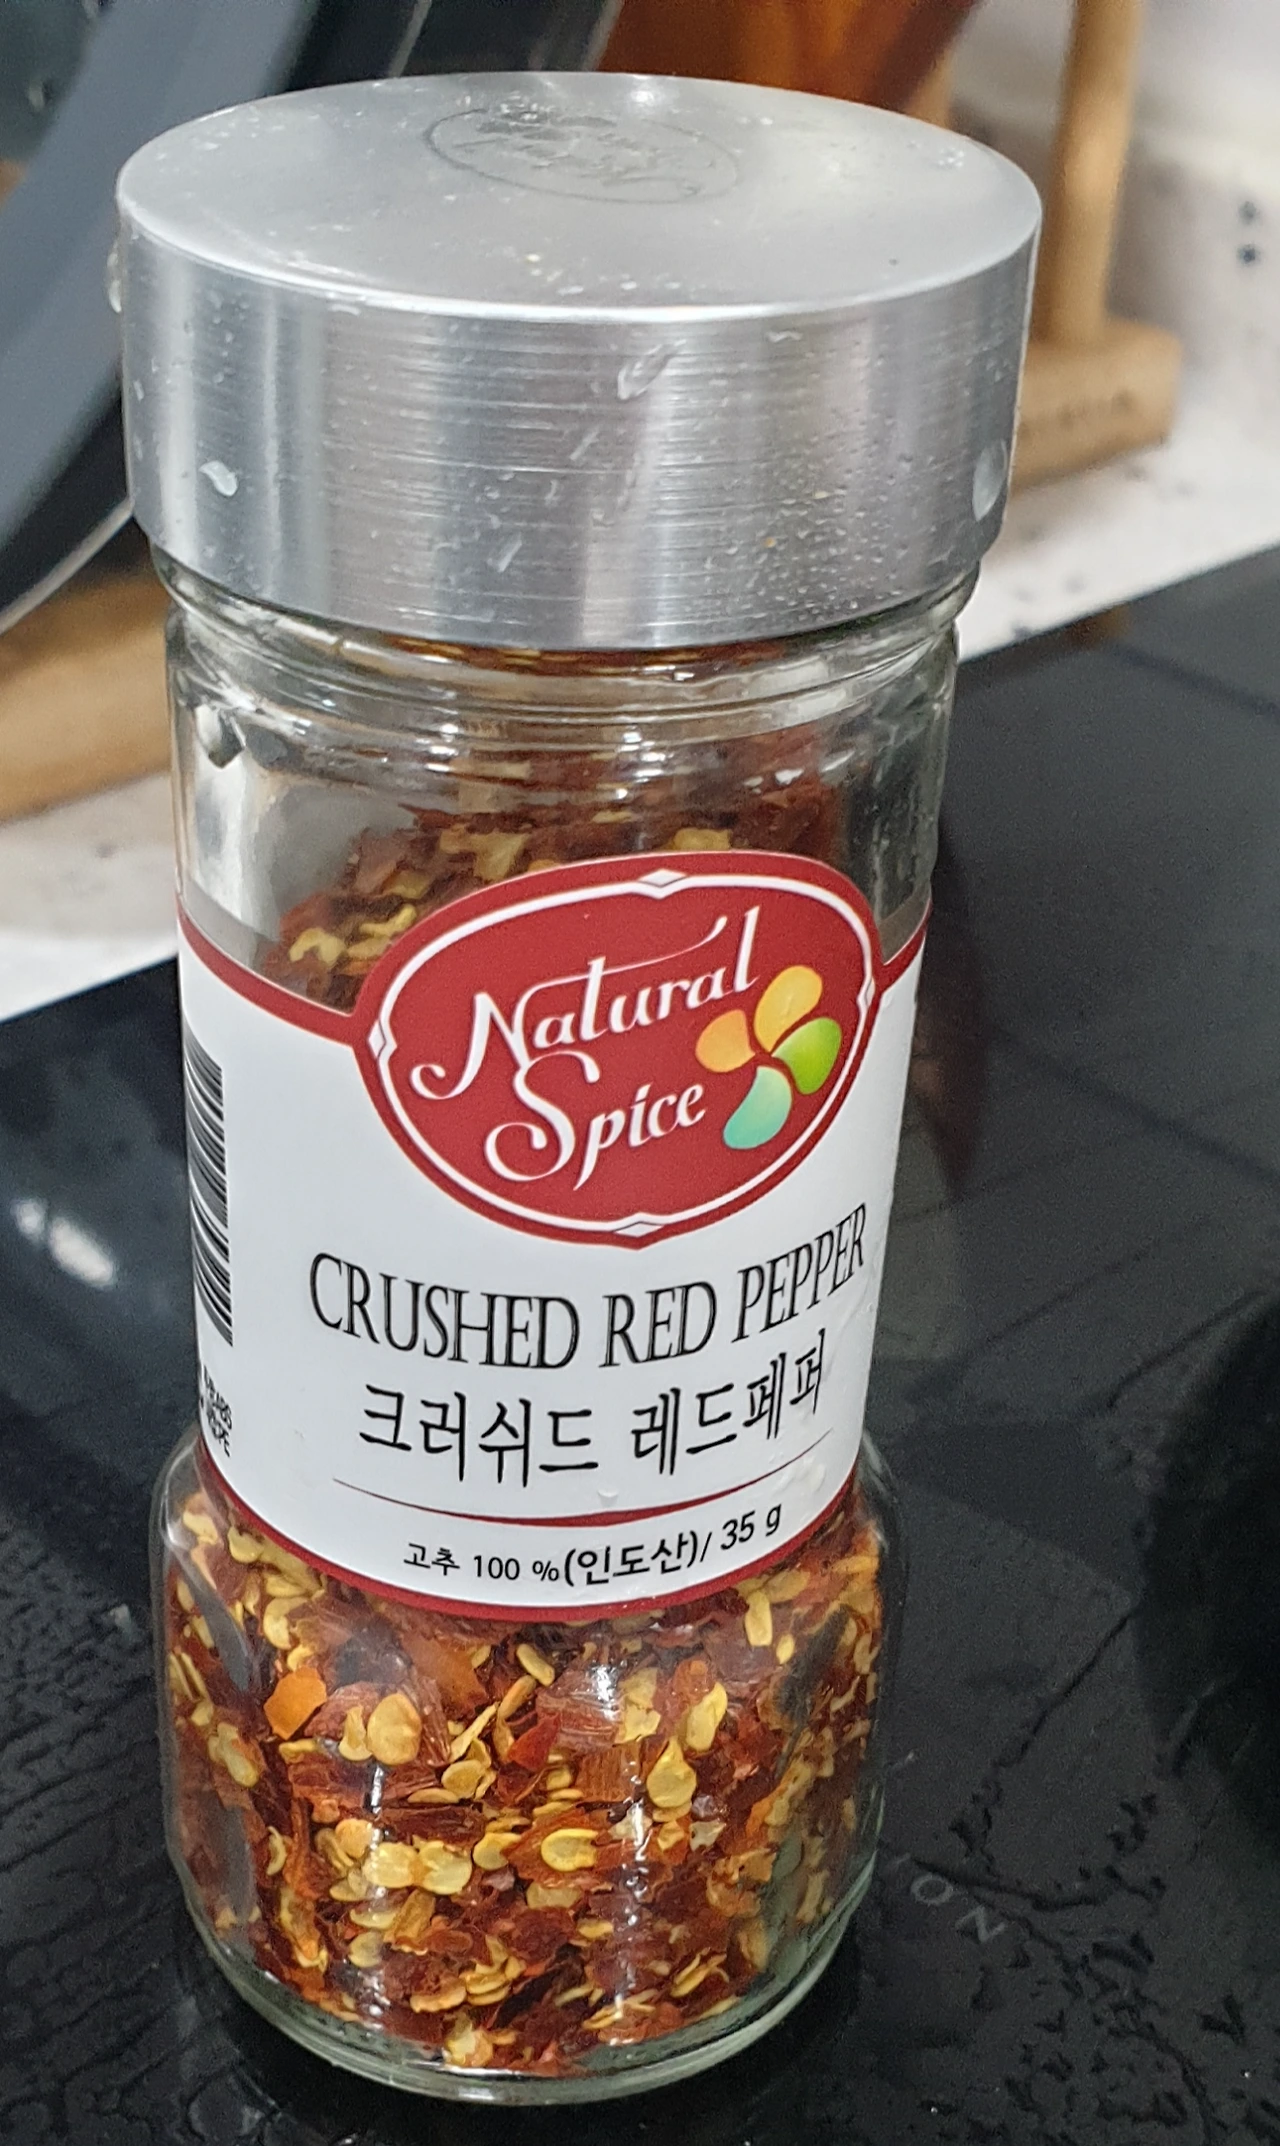 Natural
Spice
CRUSHED RED PEPPER
크러쉬드 레드페퍼
고추 100 %(인도산)/ 35 g
ON